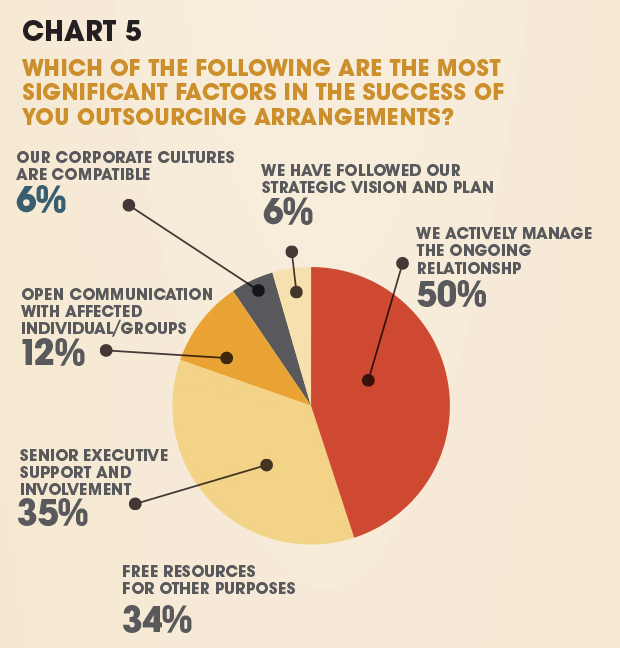 CHART 5
WHICH OF THE FOLLOWING ARE THE MOST
SIGNIFICANT FACTORS IN THE SUCCESS OF
YOU OUTSOURCING ARRANGEMENTS?
OUR CORPORATE CULTURES
ARE COMPATIBLE
6%
WE HAVE FOLLOWED OUR
STRATEGIC VISION AND PLAN
6%
WE ACTIVELY MANAGE
THE ONGOING
RELATIONSHP
50%
OPEN COMMUNICATION
WITH AFFECTED
INDIVIDUAL/GROUPS
12%
SENIOR EXECUTIVE
SUPPORT AND
INVOLVEMENT
35%
FREE RESOURCES
FOR OTHER PURPOSES
34%